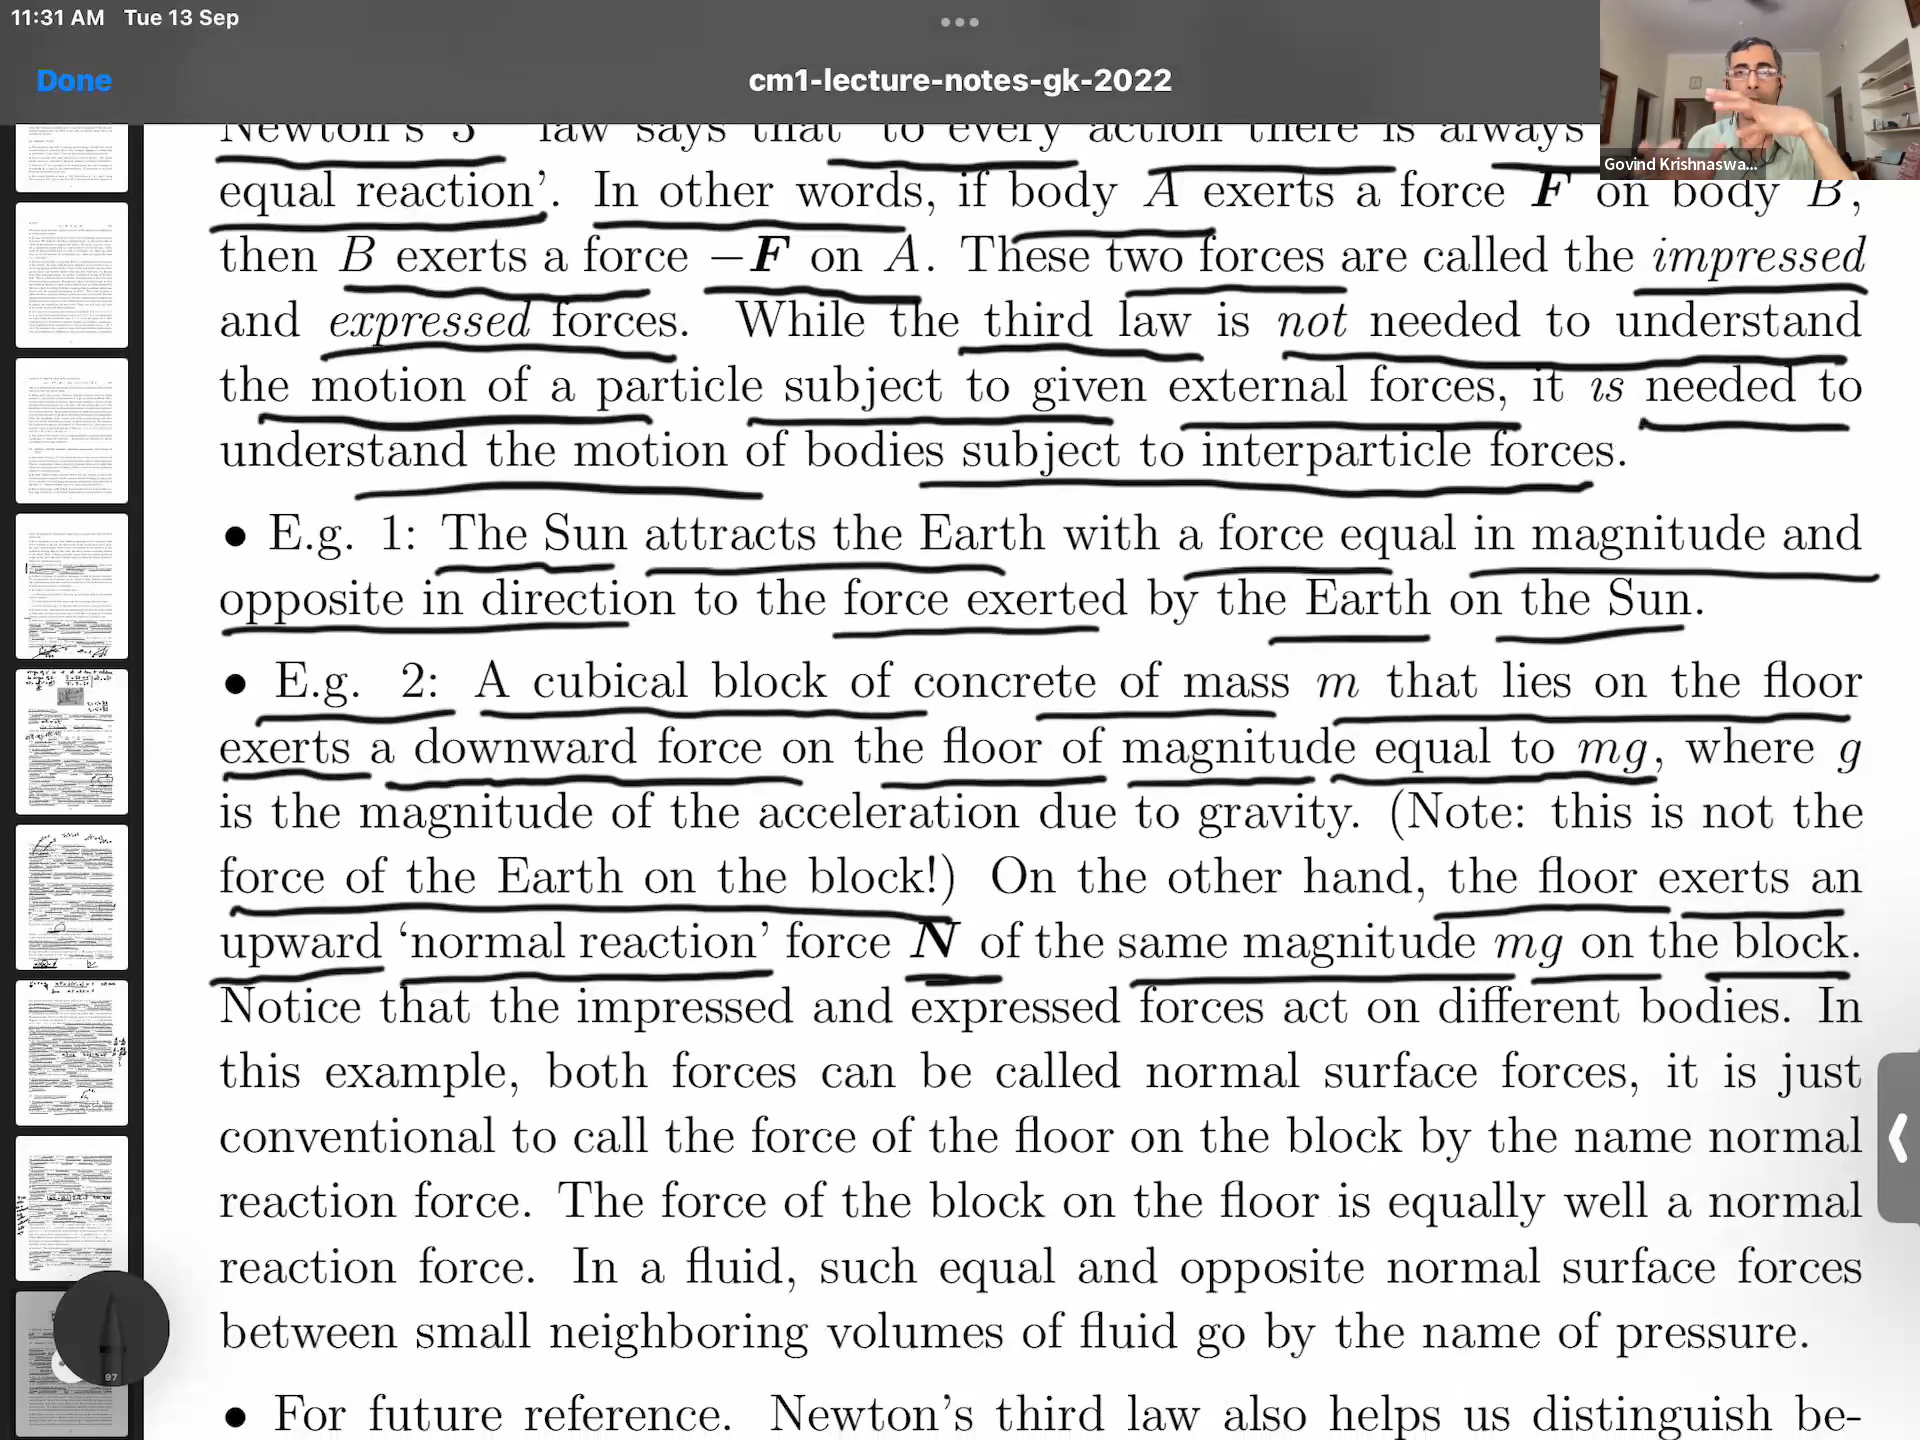 11:31 AM Tue 13 Sep
Done
cm1-lecture-notes-gk-2022
Govind Krishnaswa...
Newton's 3 law says that 'to every action there is always
equal reaction'. In other words, if body A exerts a force F on body B,
then B exerts a force −F on A. These two forces are called the impressed
and expressed forces. While the third law is not needed to understand
the motion of a particle subject to given external forces, it is needed to
understand the motion of bodies subject to interparticle forces.
• E.g. 1: The Sun attracts the Earth with a force equal in magnitude and
opposite in direction to the force exerted by the Earth on the Sun.
• E.g. 2: A cubical block of concrete of mass m that lies on the floor
exerts a downward force on the floor of magnitude equal to mg, where g
is the magnitude of the acceleration due to gravity. (Note: this is not the
force of the Earth on the block!) On the other hand, the floor exerts an
upward 'normal reaction' force N of the same magnitude mg on the block.
Notice that the impressed and expressed forces act on different bodies. In
this example, both forces can be called normal surface forces, it is just
conventional to call the force of the floor on the block by the name normal
reaction force. The force of the block on the floor is equally well a normal
reaction force. In a fluid, such equal and opposite normal surface forces
between small neighboring volumes of fluid go by the name of pressure.
• For future reference. Newton's third law also helps us distinguish be-
97